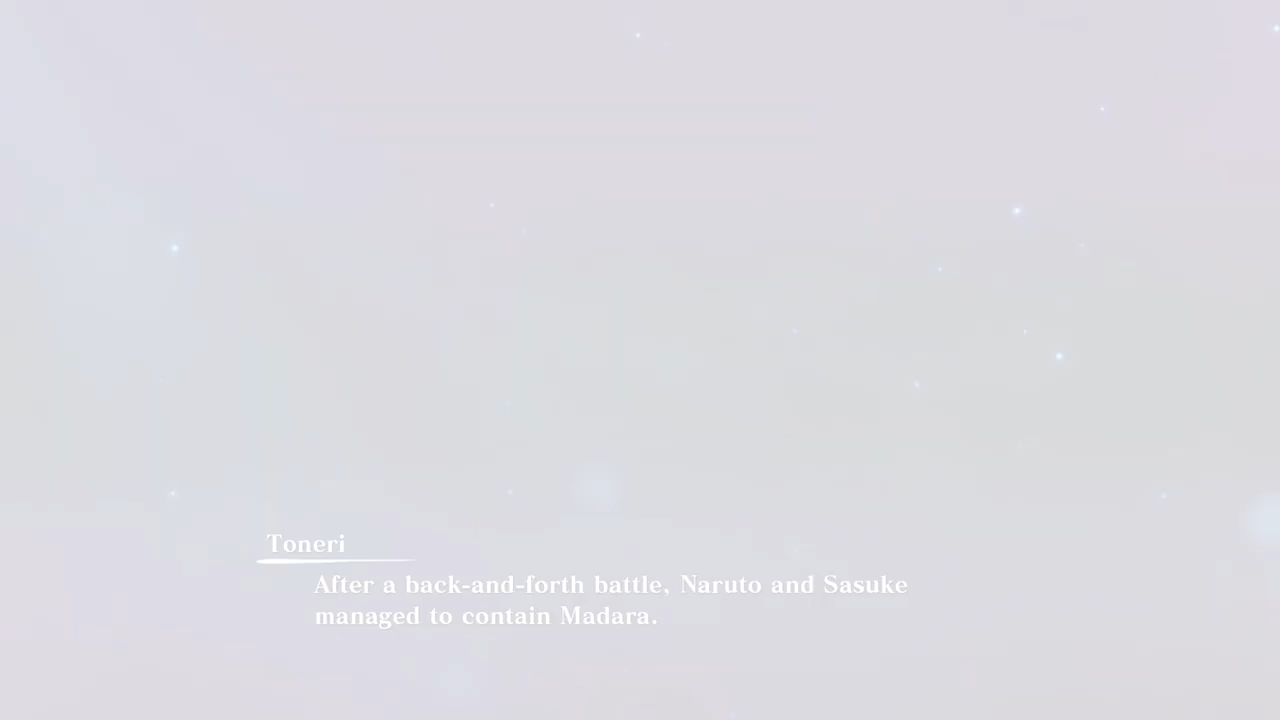 Toneri
After a back-and-forth battle, Naruto and Sasuke
managed to contain Madara.